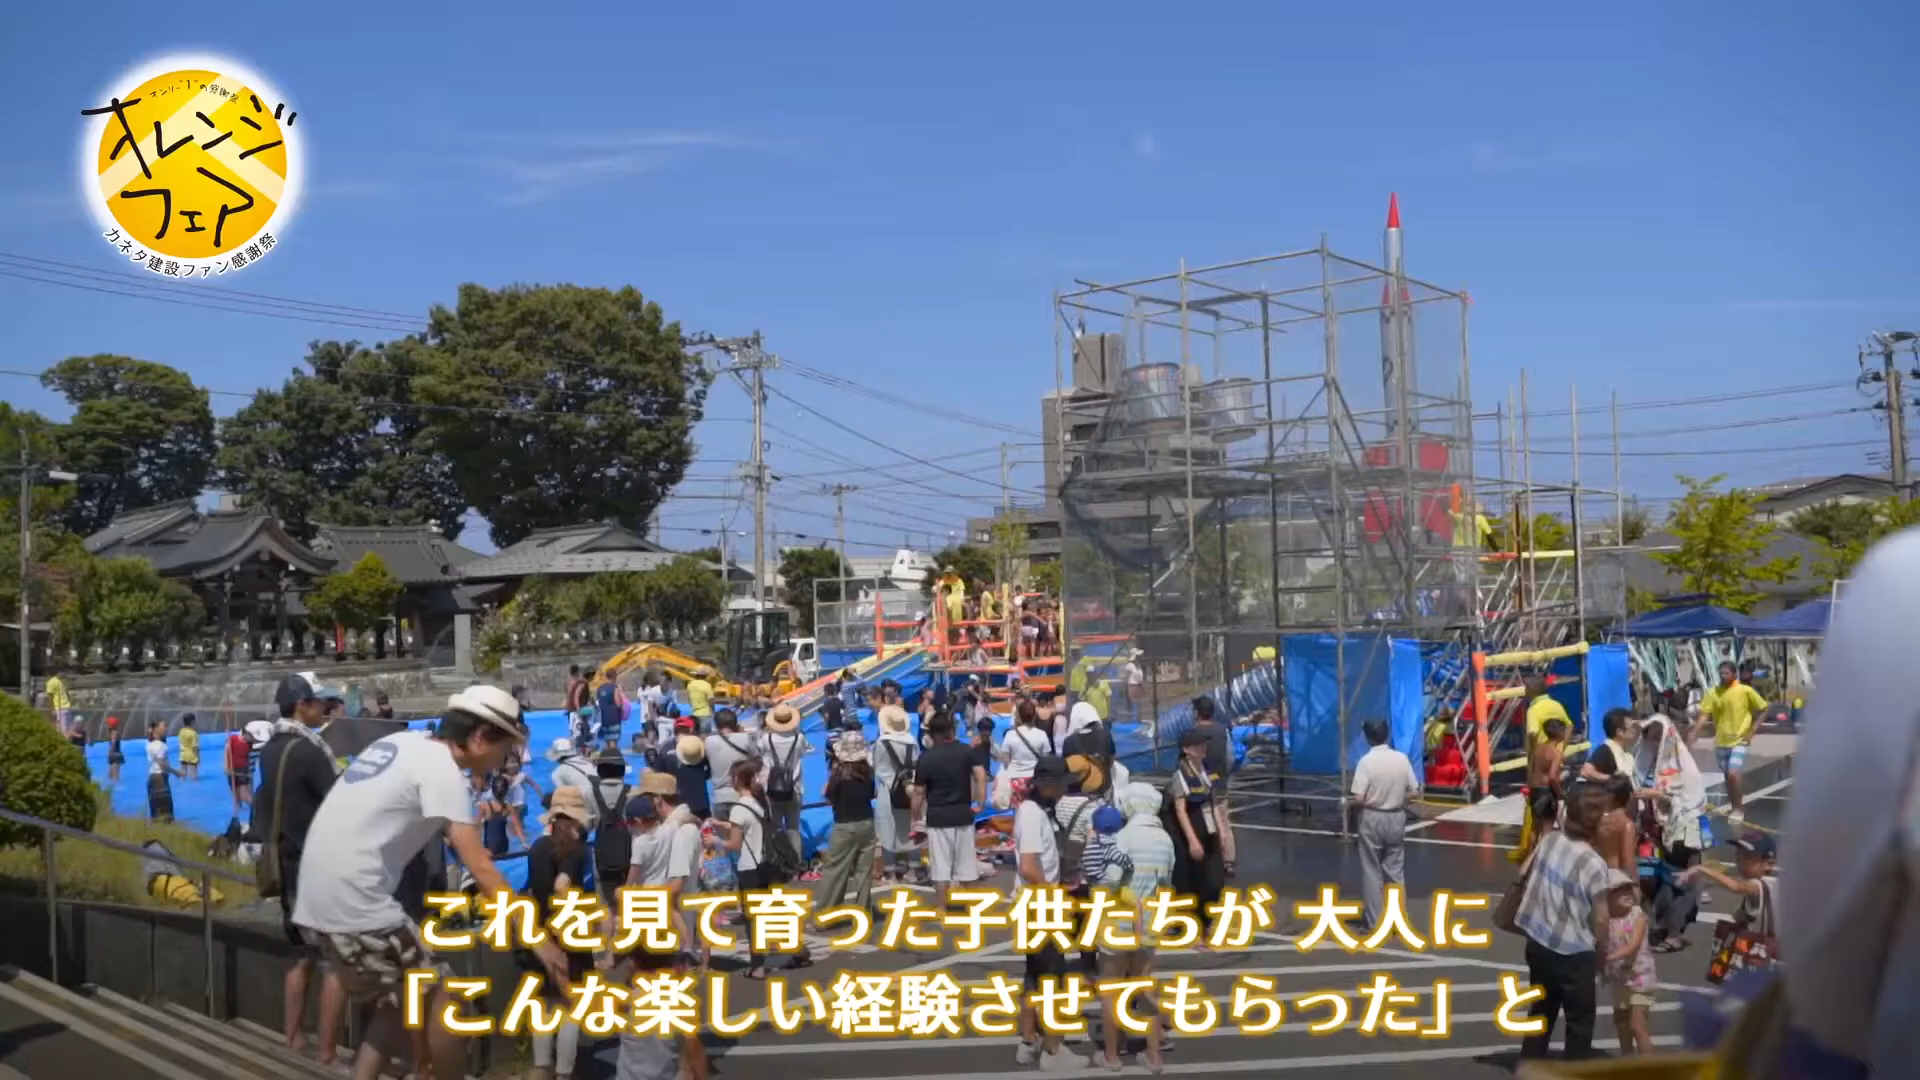 オンリー"1"の感謝祭
オレンジ
フェア
カネタ建設ファン感謝祭
これを見て育った子供たちが 大人に
「こんな楽しい経験させてもらった」と